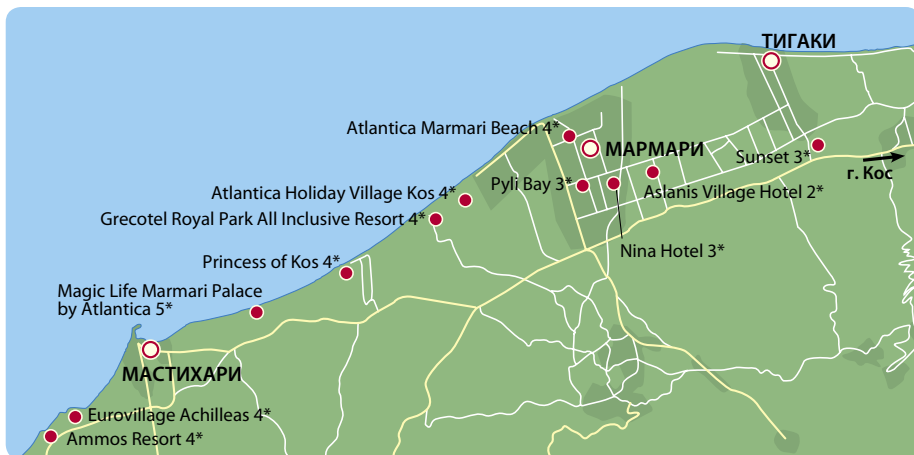 ТИГАКИ
Atlantica Marmari Beach 4*
МАРМАРИ
Sunset 3*
г. Кос
Pyli Bay 3*
Aslanis Village Hotel 2*
Atlantica Holiday Village Kos 4*
Grecotel Royal Park All Inclusive Resort 4*
Nina Hotel 3*
Princess of Kos 4*
Magic Life Marmari Palace
by Atlantica 5*
МАСТИХАРИ
Eurovillage Achilleas 4*
Ammos Resort 4*